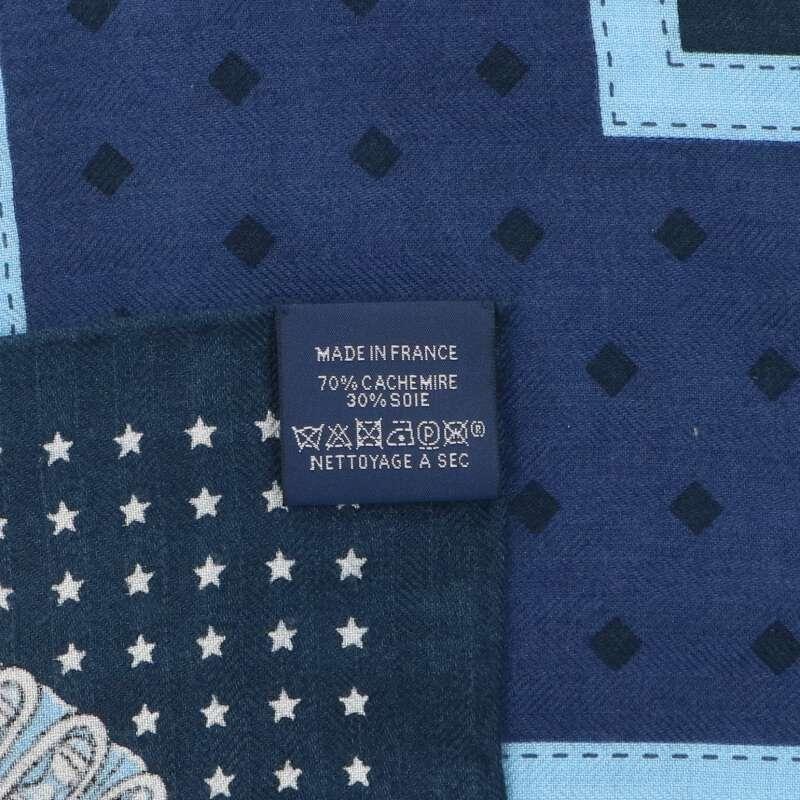 MADE IN FRANCE
70% CACHEMIRE
30% SOIE
P ®
NETTOYAGE A SEC